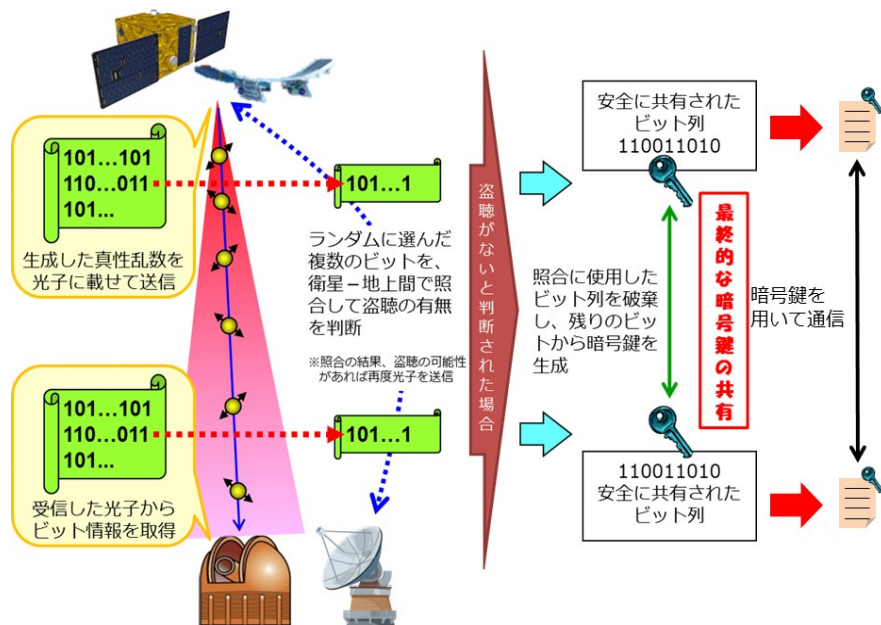 101…101
110…011
101…
生成した真性乱数を
光子に載せて送信
101…1
ランダムに選んだ
複数のビットを、
衛星－地上間で照
合して盗聴の有無
を判断
※照合の結果、盗聴の可能性
があれば再度光子を送信
101…101
110…011
101…
受信した光子から
ビット情報を取得
101…1
盗聴がないと判断された場合
安全に共有された
ビット列
110011010
照合に使用した
ビット列を破棄
し、残りのビッ
トから暗号鍵を
生成
最終的な暗号鍵の共有
暗号鍵を
用いて通信
110011010
安全に共有された
ビット列